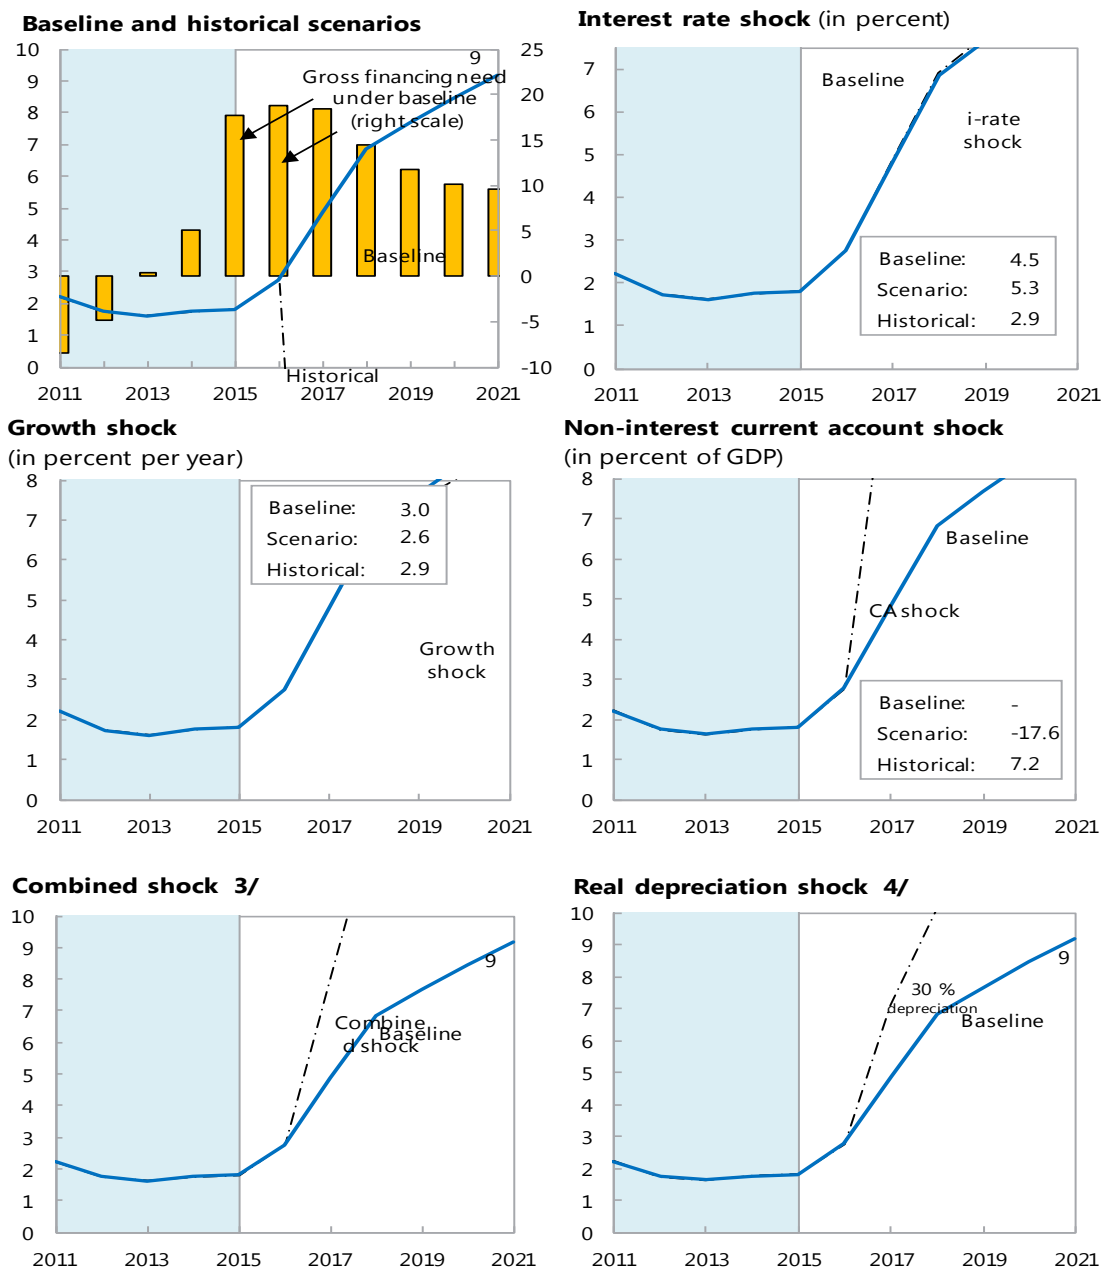 Baseline and historical scenarios
10
9
8
7
6
5
4
3
2
1
0
25
20
15
10
5
0
-5
-10
9
Gross financing need
under baseline
(right scale)
Baseline
Historical
2011 2013 2015 2017 2019 2021
Interest rate shock (in percent)
7
6
5
4
3
2
1
0
Baseline
i-rate
shock
Baseline: 4.5
Scenario: 5.3
Historical: 2.9
2011 2013 2015 2017 2019 2021
Growth shock
(in percent per year)
8
7
6
5
4
3
2
1
0
Baseline: 3.0
Scenario: 2.6
Historical: 2.9
Growth
shock
2011 2013 2015 2017 2019 2021
Non-interest current account shock
(in percent of GDP)
8
7
6
5
4
3
2
1
0
Baseline
CA shock
Baseline: -
Scenario: -17.6
Historical: 7.2
2011 2013 2015 2017 2019 2021
Combined shock 3/
10
9
8
7
6
5
4
3
2
1
0
9
Combine
d shock
Baseline
2011 2013 2015 2017 2019 2021
Real depreciation shock 4/
10
9
8
7
6
5
4
3
2
1
0
9
30 %
depreciation
Baseline
2011 2013 2015 2017 2019 2021